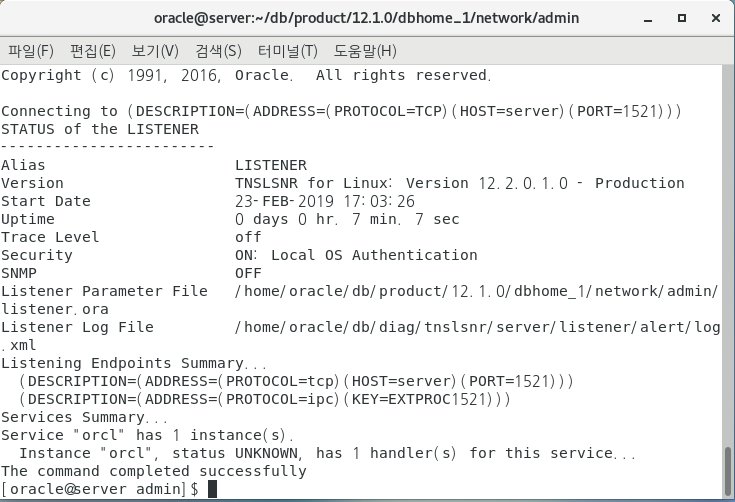 oracle@server:~/db/product/12.1.0/dbhome_1/network/admin
파일(F) 편집(E) 보기(V) 검색(S) 터미널(T) 도움말(H)
Copyright (c) 1991, 2016, Oracle.  All rights reserved.
Connecting to (DESCRIPTION=(ADDRESS=(PROTOCOL=TCP)(HOST=server)(PORT=1521)))
STATUS of the LISTENER
------------------------
Alias                     LISTENER
Version                   TNSLSNR for Linux: Version 12.2.0.1.0 - Production
Start Date                23-FEB-2019 17:03:26
Uptime                    0 days 0 hr. 7 min. 7 sec
Trace Level               off
Security                  ON: Local OS Authentication
SNMP                      OFF
Listener Parameter File   /home/oracle/db/product/12.1.0/dbhome_1/network/admin/
listener.ora
Listener Log File         /home/oracle/db/diag/tnslsnr/server/listener/alert/log
.xml
Listening Endpoints Summary...
  (DESCRIPTION=(ADDRESS=(PROTOCOL=tcp)(HOST=server)(PORT=1521)))
  (DESCRIPTION=(ADDRESS=(PROTOCOL=ipc)(KEY=EXTPROC1521)))
Services Summary...
Service "orcl" has 1 instance(s).
  Instance "orcl", status UNKNOWN, has 1 handler(s) for this service...
The command completed successfully
[oracle@server admin]$